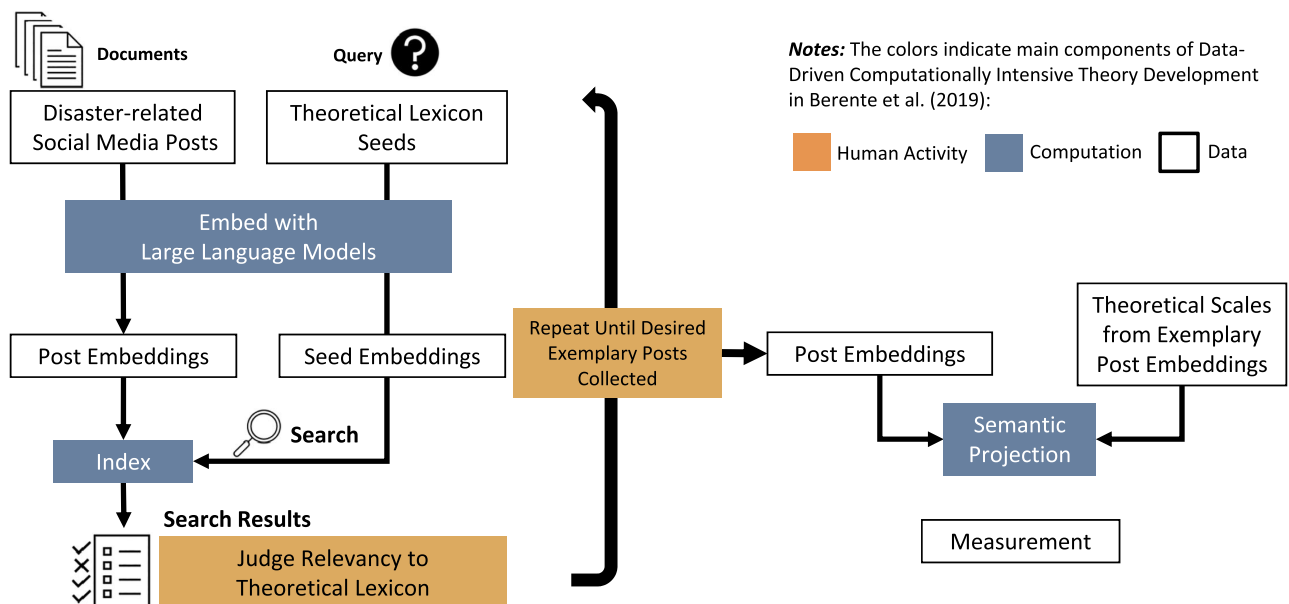 Documents
Query
?
Disaster-related
Social Media Posts
Theoretical Lexicon
Seeds
Embed with
Large Language Models
Post Embeddings
Seed Embeddings
Search
Index
Search Results
Judge Relevancy to
Theoretical Lexicon
Repeat Until Desired
Exemplary Posts
Collected
Notes: The colors indicate main components of Data-
Driven Computationally Intensive Theory Development
in Berente et al. (2019):
Human Activity
Computation
Data
Post Embeddings
Theoretical Scales
from Exemplary
Post Embeddings
Semantic
Projection
Measurement